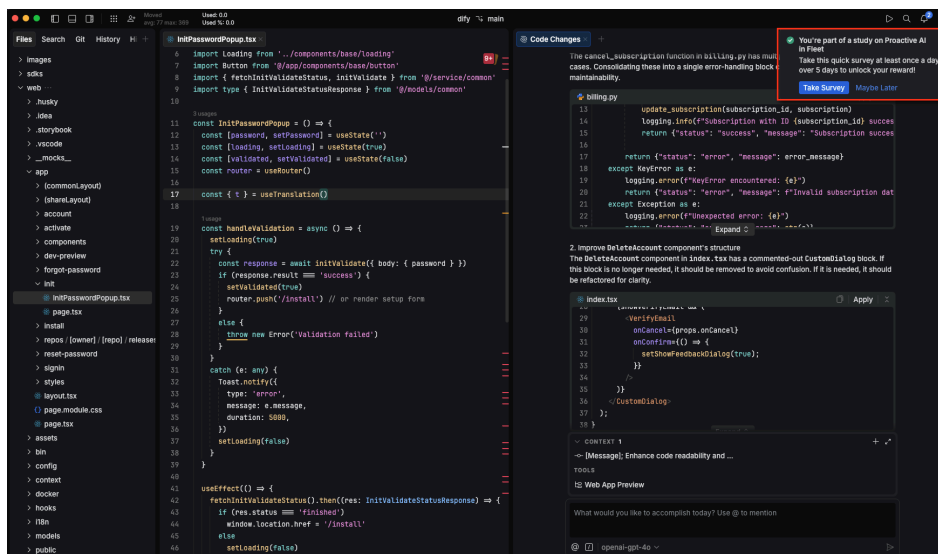 Moved
avg: 77 max: 389
Used: 0.0
Used %: 0.0
dify main
Files Search Git History Hi +
images
sdks
web
.husky
.idea
.storybook
.vscode
__mocks__
app
(commonLayout)
(shareLayout)
account
activate
components
dev-preview
forgot-password
init
InitPasswordPopup.tsx
page.tsx
install
repos / [owner] / [repo] / releases
reset-password
signin
styles
layout.tsx
page.module.css
page.tsx
assets
bin
config
context
docker
hooks
i18n
models
public
InitPasswordPopup.tsx
9+
6 import Loading from '../components/base/loading'
7 import Button from '@/app/components/base/button'
8 import { fetchInitValidateStatus, initValidate } from '@/service/common'
9 import type { InitValidateStatusResponse } from '@/models/common'
10
3 usages
11 const InitPasswordPopup = () => {
12 const [password, setPassword] = useState('')
13 const [loading, setLoading] = useState(true)
14 const [validated, setValidated] = useState(false)
15 const router = useRouter()
16
17 const { t } = useTranslation()
18
1 usage
19 const handleValidation = async () => {
20 setLoading(true)
21 try {
22 const response = await initValidate({ body: { password } })
23 if (response.result === 'success') {
24 setValidated(true)
25 router.push('/install') // or render setup form
26 }
27 else {
28 throw new Error('Validation failed')
29 }
30 }
31 catch (e: any) {
32 Toast.notify({
33 type: 'error',
34 message: e.message,
35 duration: 5000,
36 })
37 setLoading(false)
38 }
39 }
40
41 useEffect(() => {
42 fetchInitValidateStatus().then((res: InitValidateStatusResponse) => {
43 if (res.status === 'finished')
44 window.location.href = '/install'
45 else
46 setLoading(false)
Code Changes +
The cancel_subscription function in billing.py has mult
cases. Consolidating these into a single error-handling block
maintainability.
billing.py
13 update_subscription(subscription_id, subscription)
14 logging.info(f"Subscription with ID {subscription_id} succes
15 return {"status": "success", "message": "Subscription succes
16
17 return {"status": "error", "message": error_message}
18 except KeyError as e:
19 logging.error(f"KeyError encountered: {e}")
20 return {"status": "error", "message": f"Invalid subscription dat
21 except Exception as e:
22 logging.error(f"Unexpected error: {e}")
Expand
2. Improve DeleteAccount component's structure
The DeleteAccount component in index.tsx has a commented-out CustomDialog block. If
this block is no longer needed, it should be removed to avoid confusion. If it is needed, it should
be refactored for clarity.
index.tsx
Apply
29 <VerifyEmail
30 onCancel={props.onCancel}
31 onConfirm={() => {
32 setShowFeedbackDialog(true);
33 }}
34 />
35 )}
36 </CustomDialog>
37 );
38 }
CONTEXT 1
[Message]; Enhance code readability and ...
TOOLS
Web App Preview
What would you like to accomplish today? Use @ to mention
@ / openai-gpt-4o
You're part of a study on Proactive AI
in Fleet
Take this quick survey at least once a day
over 5 days to unlock your reward!
Take Survey Maybe Later